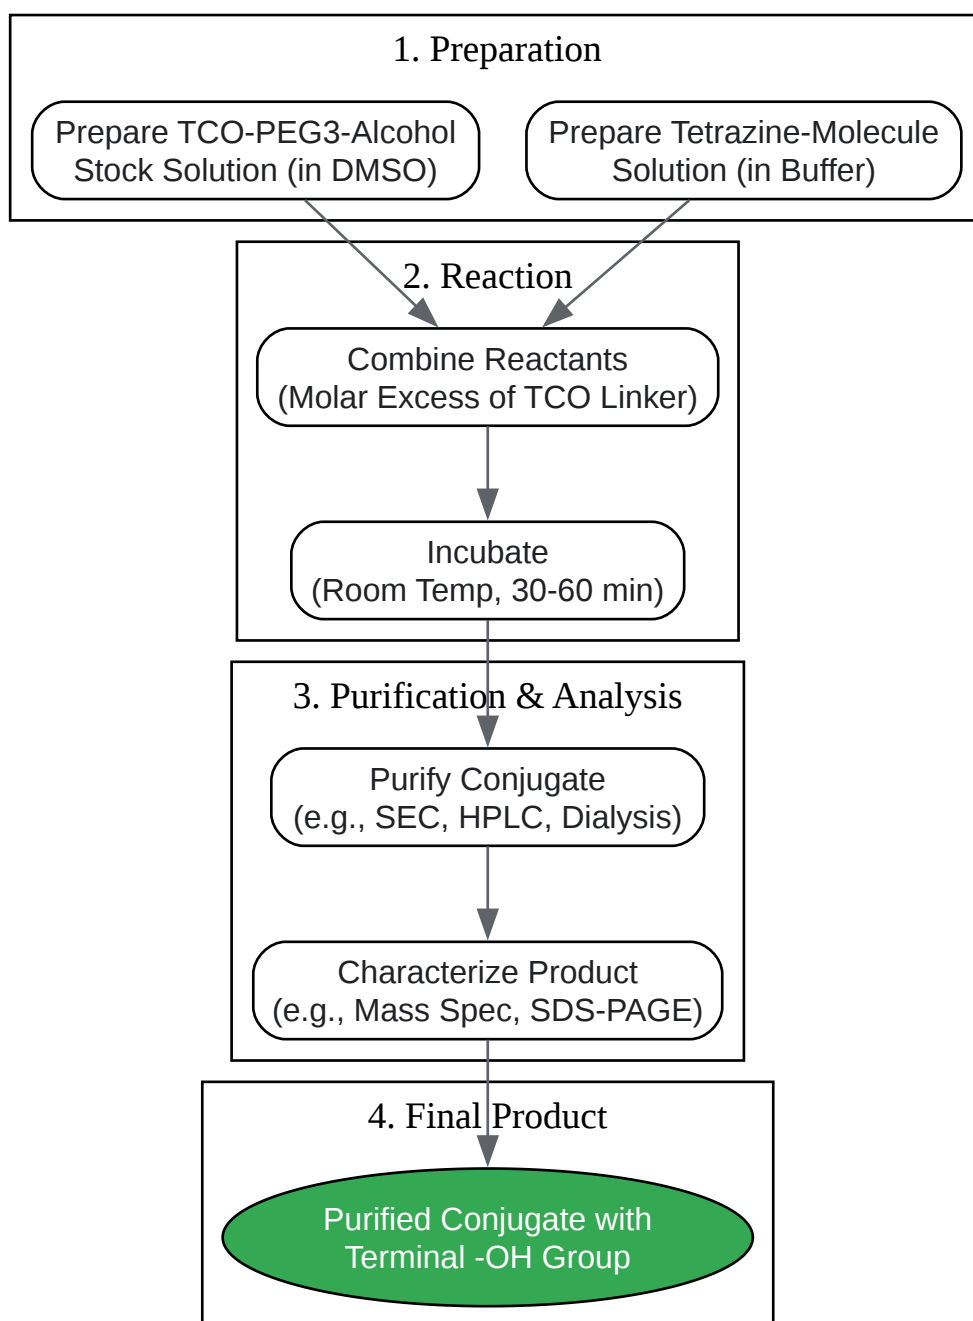 1. Preparation
Prepare TCO-PEG3-Alcohol
Stock Solution (in DMSO)
Prepare Tetrazine-Molecule
Solution (in Buffer)
2. Reaction
Combine Reactants
(Molar Excess of TCO Linker)
Incubate
(Room Temp, 30-60 min)
3. Purification & Analysis
Purify Conjugate
(e.g., SEC, HPLC, Dialysis)
Characterize Product
(e.g., Mass Spec, SDS-PAGE)
4. Final Product
Purified Conjugate with
Terminal -OH Group